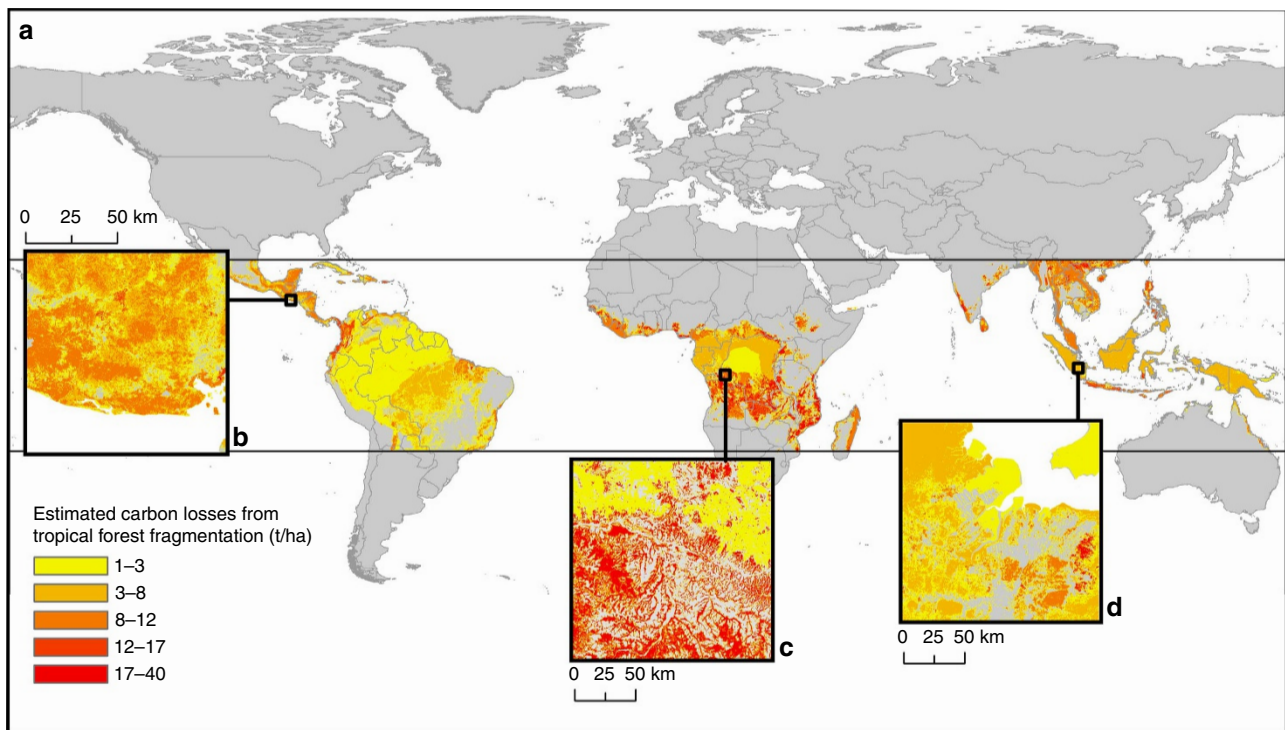 a
0 25 50 km
b
Estimated carbon losses from
tropical forest fragmentation (t/ha)
1–3
3–8
8–12
12–17
17–40
c
0 25 50 km
d
0 25 50 km